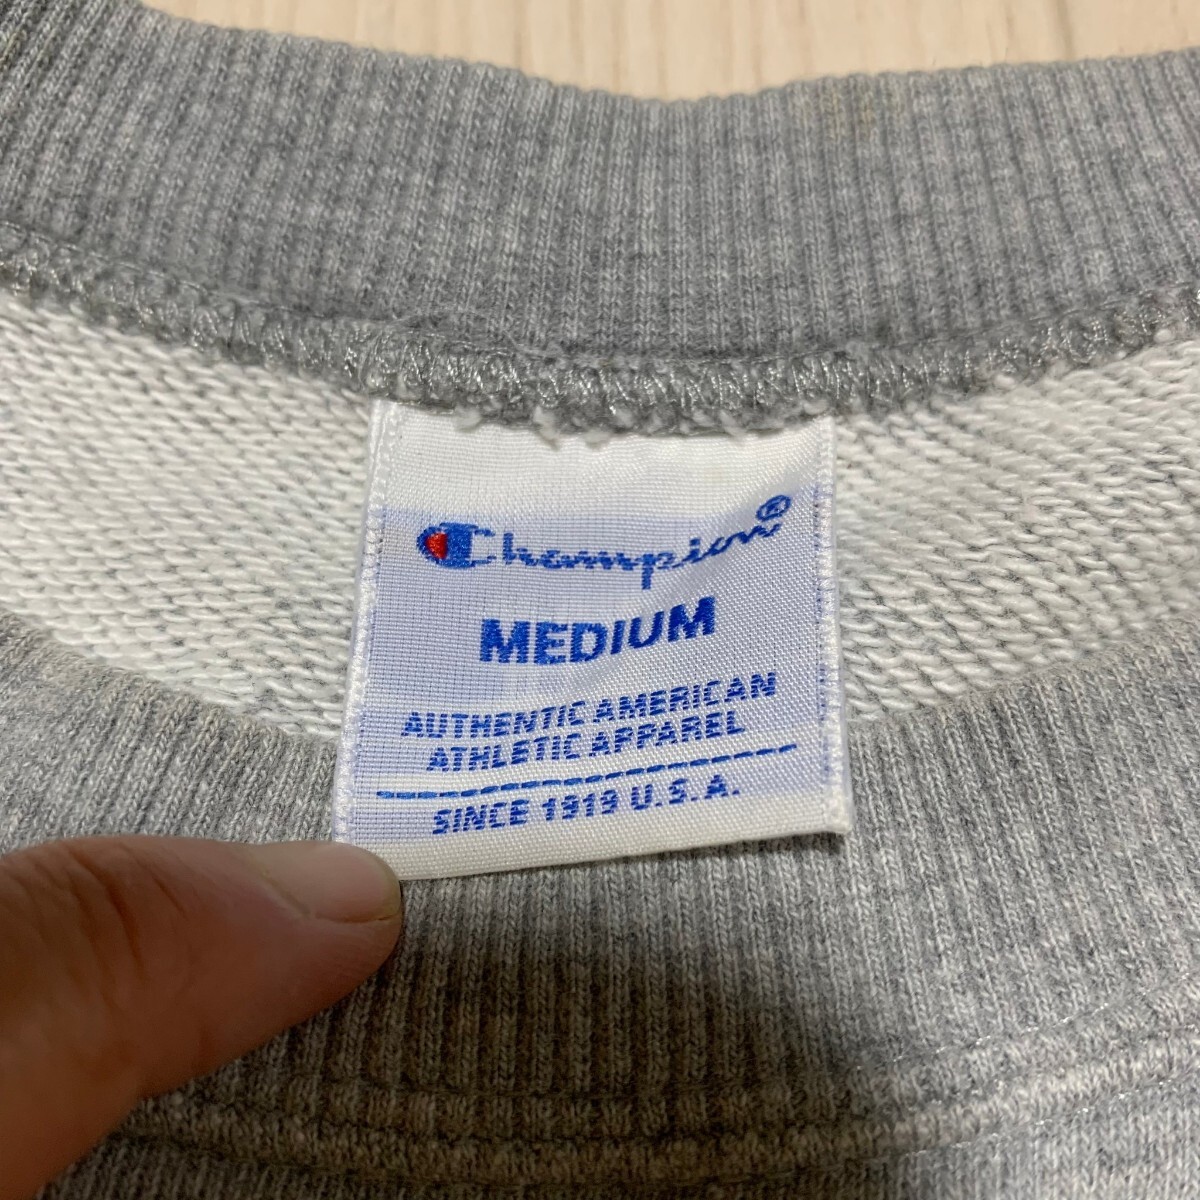 Champion®
MEDIUM
AUTHENTIC AMERICAN
ATHLETIC APPAREL
SINCE 1919 U.S.A.